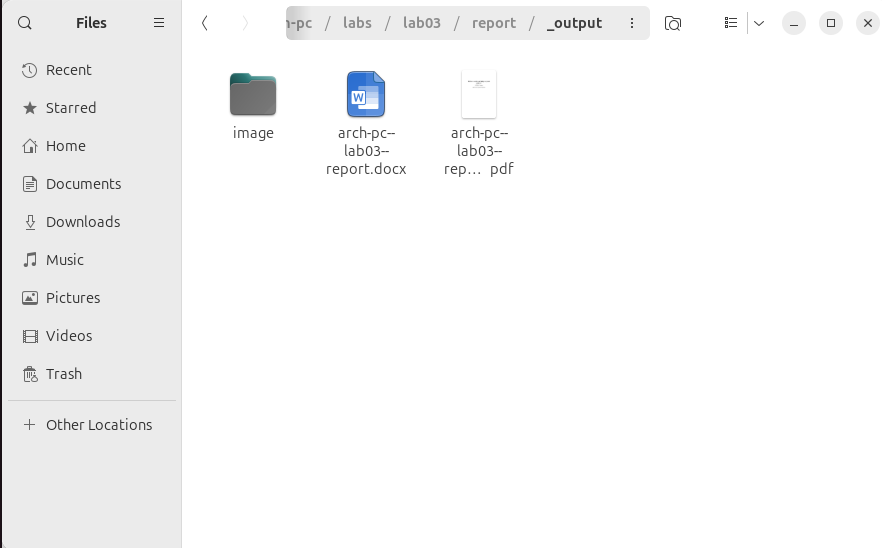 Files
h-pc / labs / lab03 / report / _output
Recent
Starred
Home
Documents
Downloads
Music
Pictures
Videos
Trash
Other Locations
image
arch-pc--
lab03--
report.docx
arch-pc--
lab03--
rep… pdf